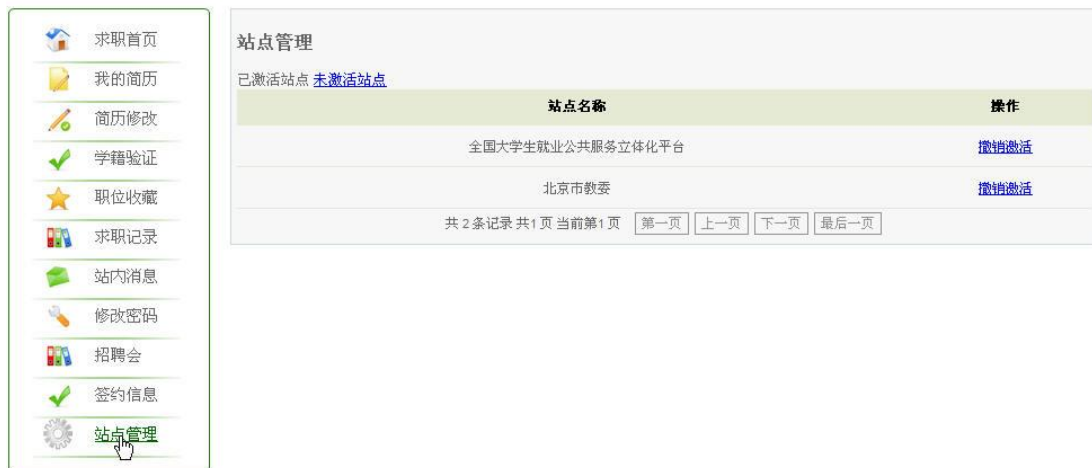 求职首页
我的简历
简历修改
学籍验证
职位收藏
求职记录
站内消息
修改密码
招聘会
签约信息
站点管理
站点管理
已激活站点 未激活站点
站点名称 操作
全国大学生就业公共服务立体化平台 撤销激活
北京市教委 撤销激活
共 2 条记录 共1 页 当前第1 页 第一页 上一页 下一页 最后一页